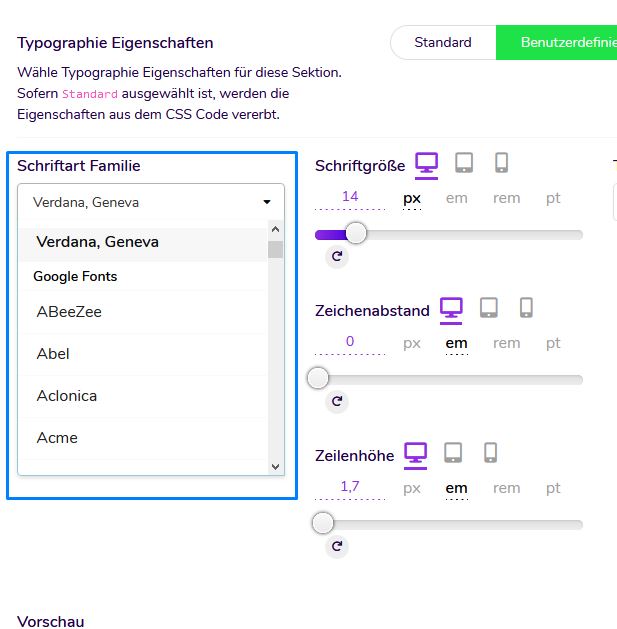 Typographie Eigenschaften
Standard
Wähle Typographie Eigenschaften für diese Sektion.
Sofern Standard ausgewählt ist, werden die
Eigenschaften aus dem CSS Code vererbt.
Schriftart Familie
Verdana, Geneva
Verdana, Geneva
Google Fonts
ABeeZee
Abel
Aclonica
Acme
Schriftgröße
14 px em rem pt
Zeichenabstand
0 px em rem pt
Zeilenhöhe
1,7 px em rem pt
Vorschau